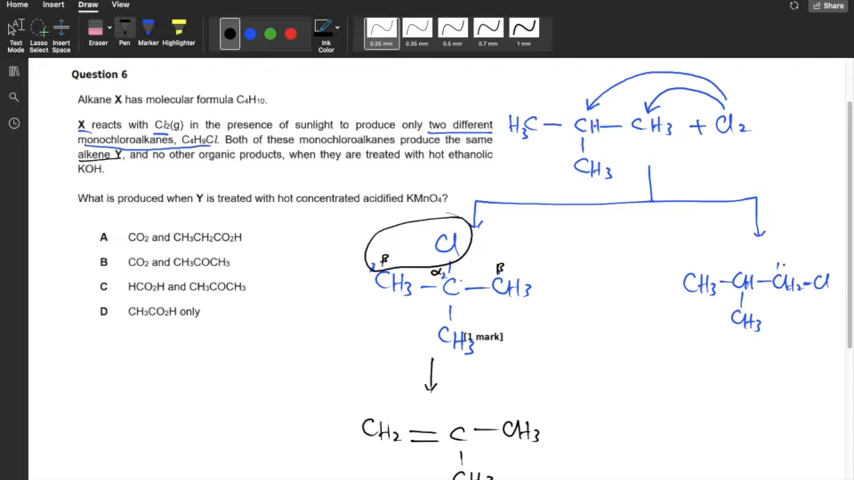 Home Insert Draw View
Share
Text Mode
Lasso Select
Insert Space
Eraser
Pen
Marker
Highlighter
Ink Color
0.25 mm
0.35 mm
0.5 mm
0.7 mm
1 mm
Question 6
Alkane X has molecular formula C₄H₁₀.
X reacts with Cl₂(g) in the presence of sunlight to produce only two different
monochloroalkanes, C₄H₉Cl. Both of these monochloroalkanes produce the same
alkene Y, and no other organic products, when they are treated with hot ethanolic
KOH.
What is produced when Y is treated with hot concentrated acidified KMnO₄?
A CO₂ and CH₃CH₂CO₂H
B CO₂ and CH₃COCH₃
C HCO₂H and CH₃COCH₃
D CH₃CO₂H only
[1 mark]
H₃C — CH — CH₃ + Cl₂
CH₃
Cl
β α β
CH₃ — C — CH₃
CH₃
CH₃ — CH — CH₂ — Cl
CH₃
CH₂ = C — CH₃
CH₃